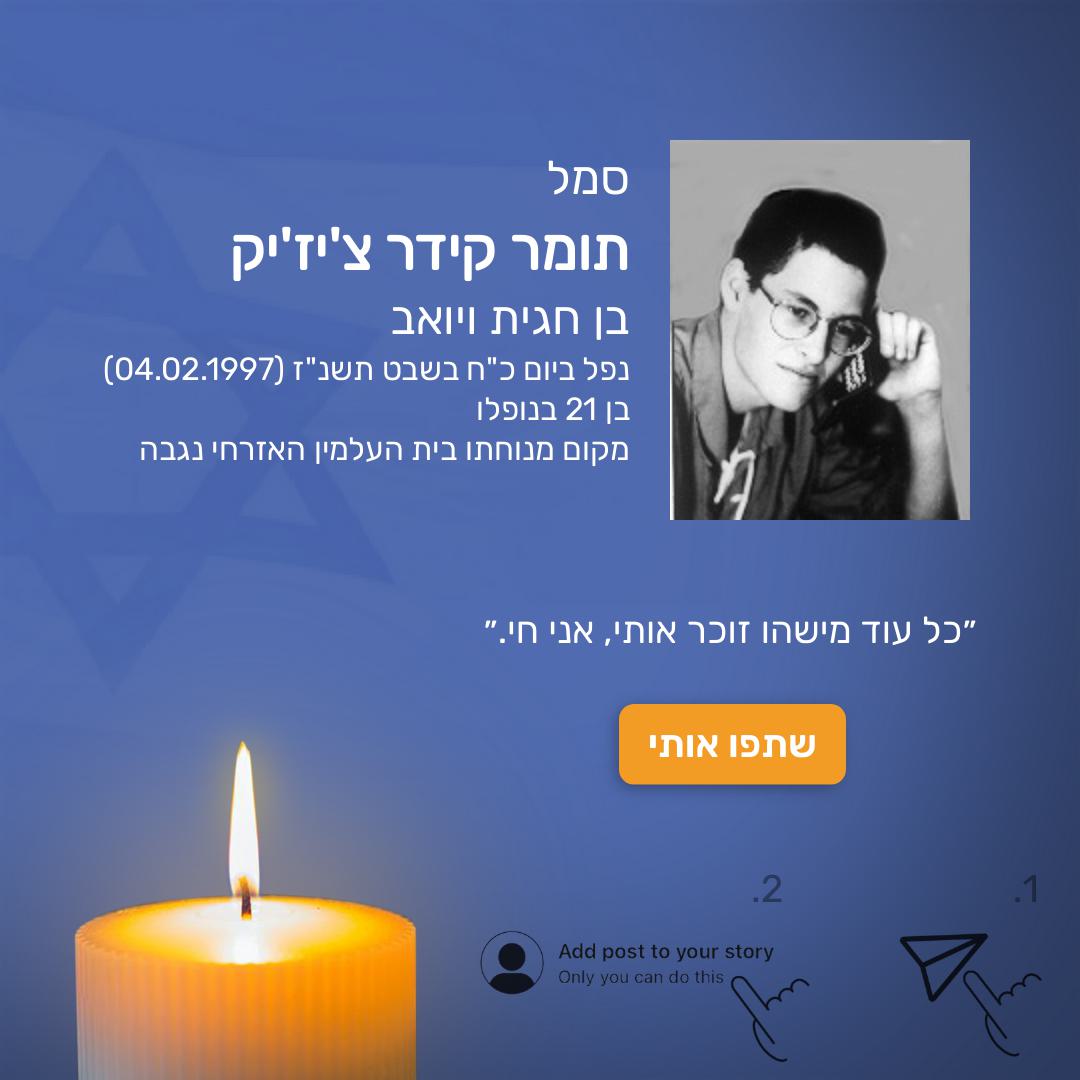 סמל
תומר קידר צ'יז'יק
בן חגית ויואב
נפל ביום כ"ח בשבט תשנ"ז (04.02.1997)
בן 21 בנופלו
מקום מנוחתו בית העלמין האזרחי נגבה
״כל עוד מישהו זוכר אותי, אני חי.״
שתפו אותי
.1
.2
Add post to your story
Only you can do this